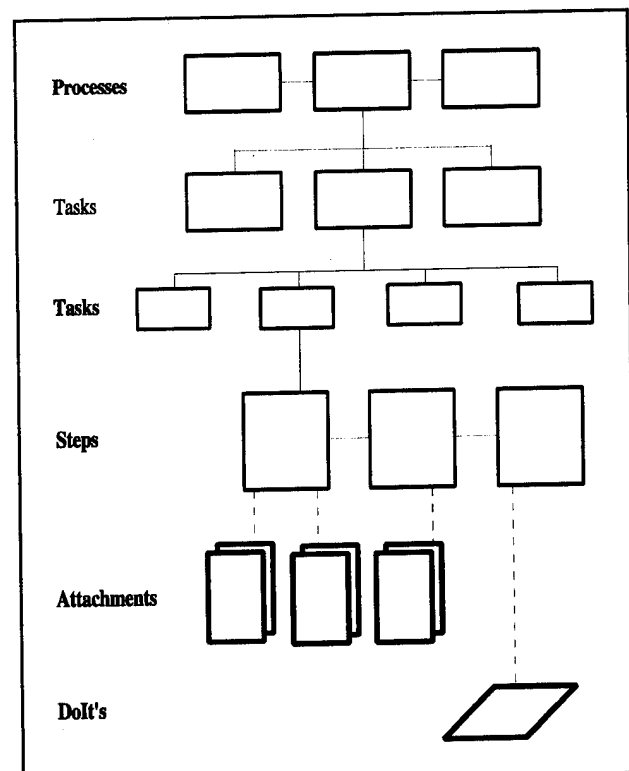 Processes
Tasks
Tasks
Steps
Attachments
DoIt's